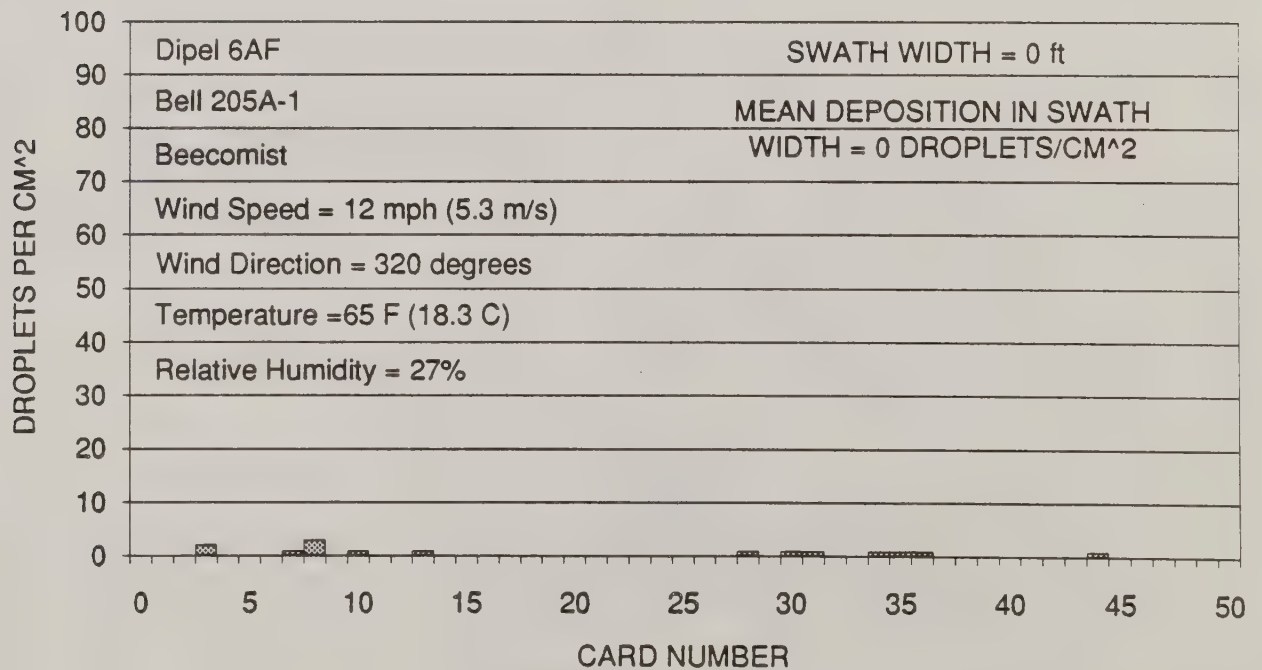 100
90
80
70
60
50
40
30
20
10
0
DROPLETS PER CM^2
Dipel 6AF
Bell 205A-1
Beecomist
Wind Speed = 12 mph (5.3 m/s)
Wind Direction = 320 degrees
Temperature =65 F (18.3 C)
Relative Humidity = 27%
SWATH WIDTH = 0 ft
MEAN DEPOSITION IN SWATH
WIDTH = 0 DROPLETS/CM^2
0 5 10 15 20 25 30 35 40 45 50
CARD NUMBER